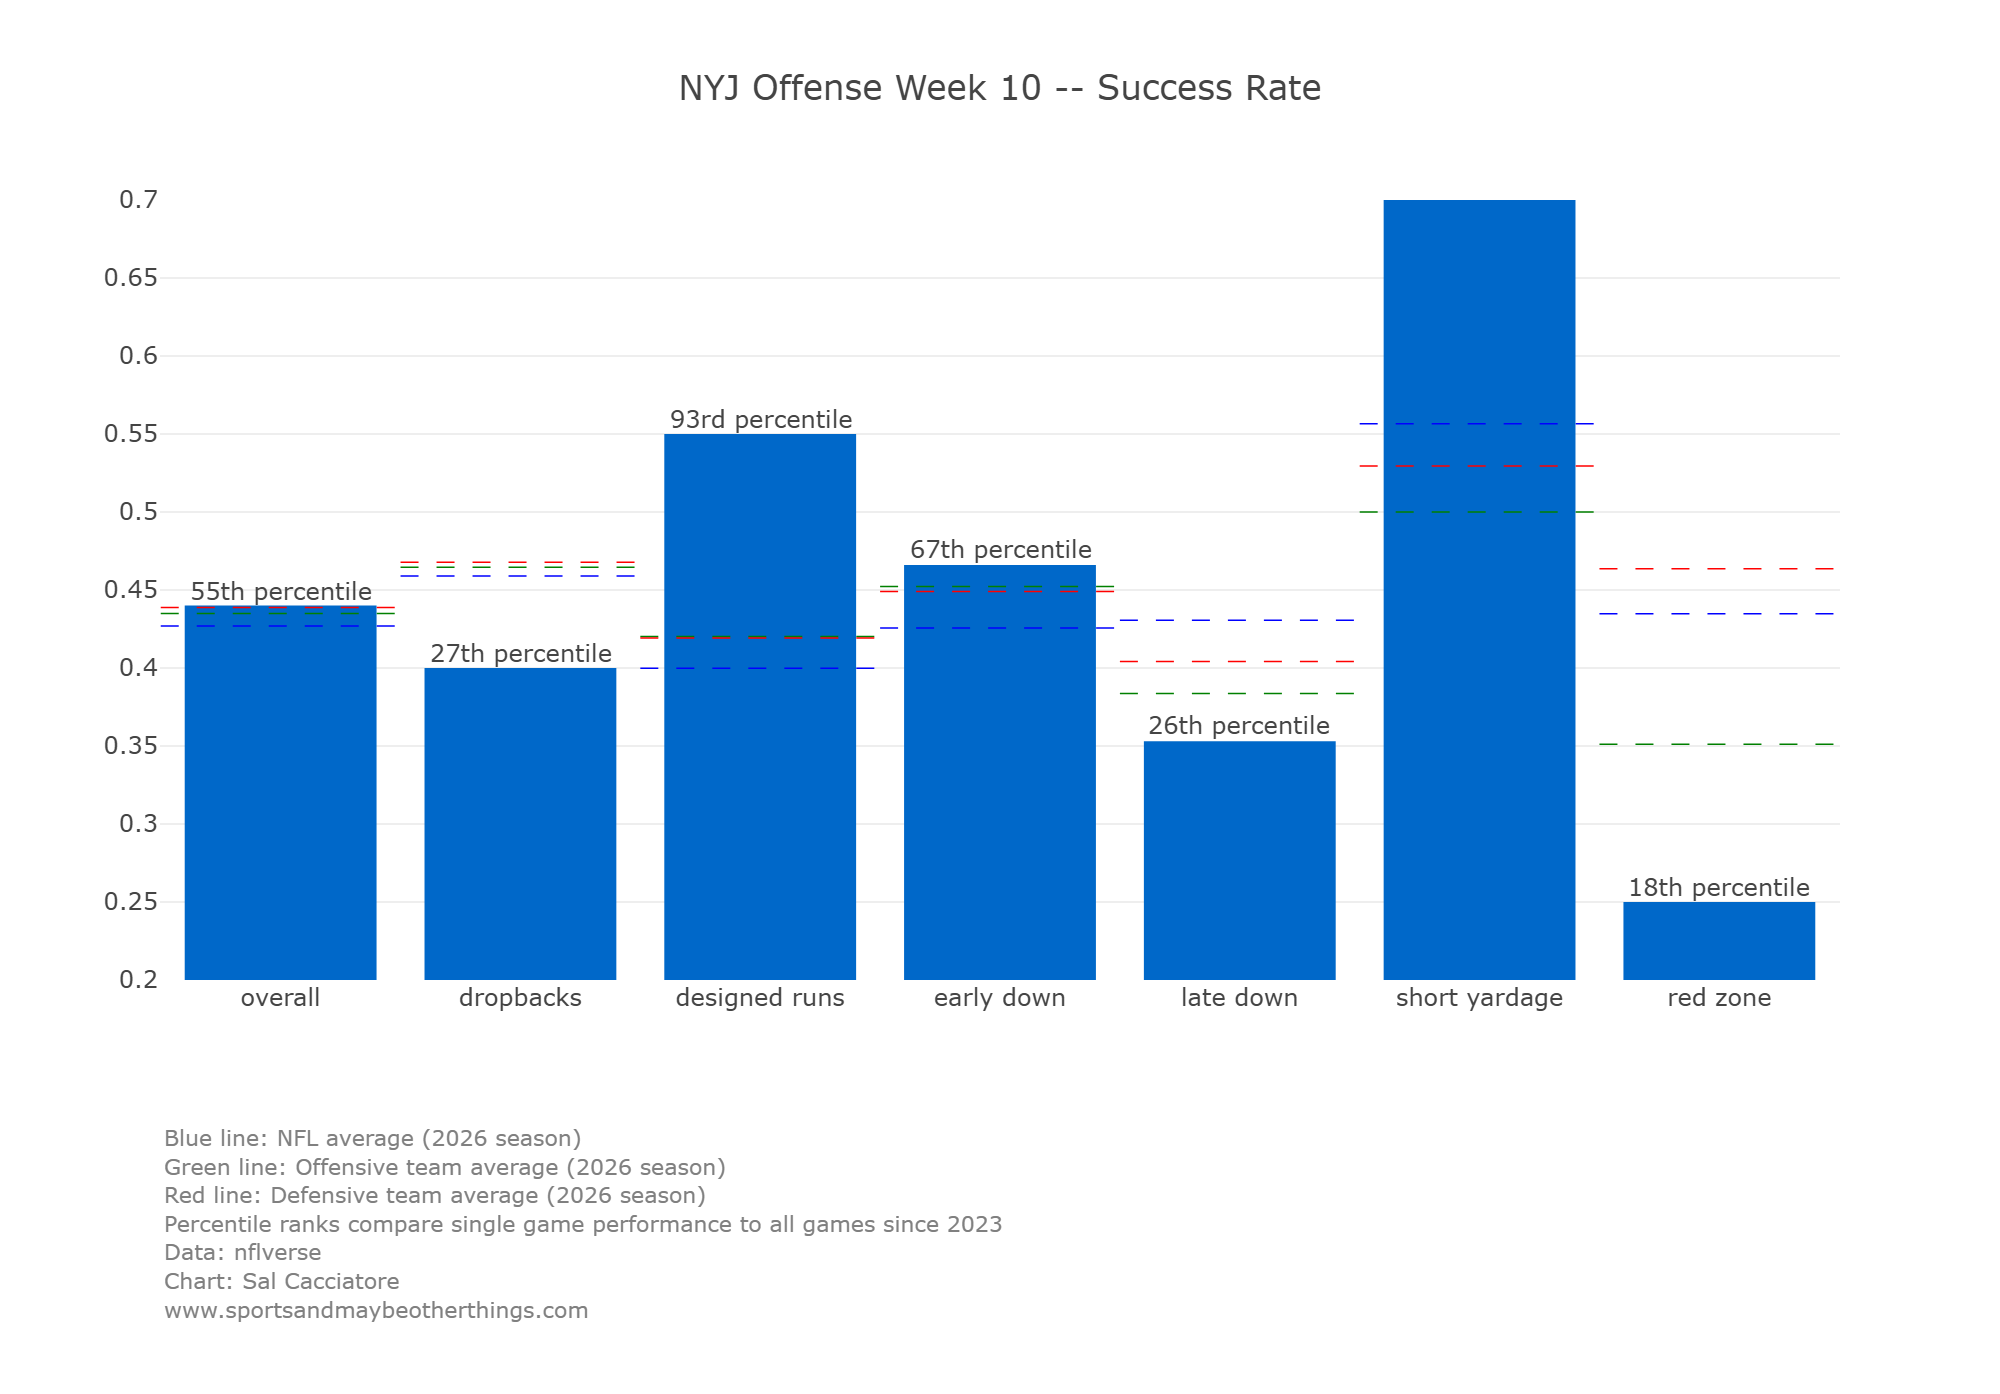 NYJ Offense Week 10 -- Success Rate
0.7
0.65
0.6
0.55
0.5
0.45
0.4
0.35
0.3
0.25
0.2
55th percentile
27th percentile
93rd percentile
67th percentile
26th percentile
18th percentile
overall
dropbacks
designed runs
early down
late down
short yardage
red zone
Blue line: NFL average (2026 season)
Green line: Offensive team average (2026 season)
Red line: Defensive team average (2026 season)
Percentile ranks compare single game performance to all games since 2023
Data: nflverse
Chart: Sal Cacciatore
www.sportsandmaybeotherthings.com